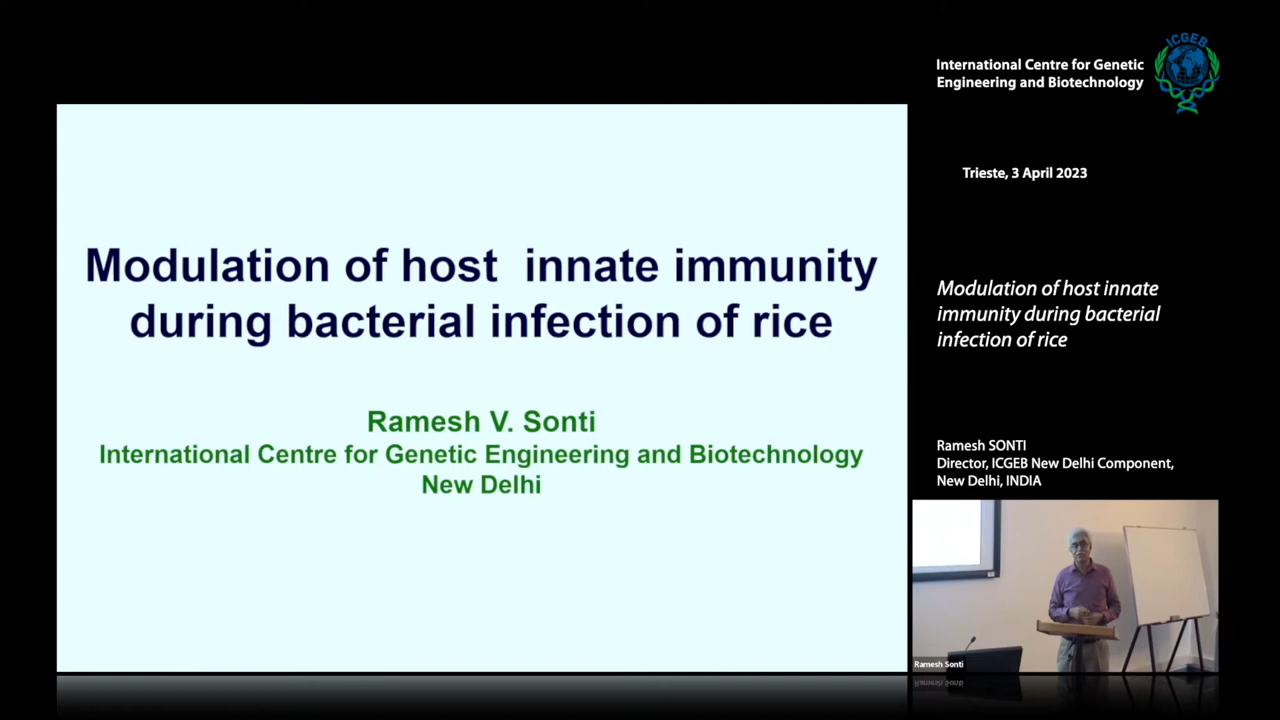 Modulation of host  innate immunity
during bacterial infection of rice
Ramesh V. Sonti
International Centre for Genetic Engineering and Biotechnology
New Delhi
ICGEB
International Centre for Genetic
Engineering and Biotechnology
Trieste, 3 April 2023
Modulation of host innate
immunity during bacterial
infection of rice
Ramesh SONTI
Director, ICGEB New Delhi Component,
New Delhi, INDIA
Ramesh Sonti